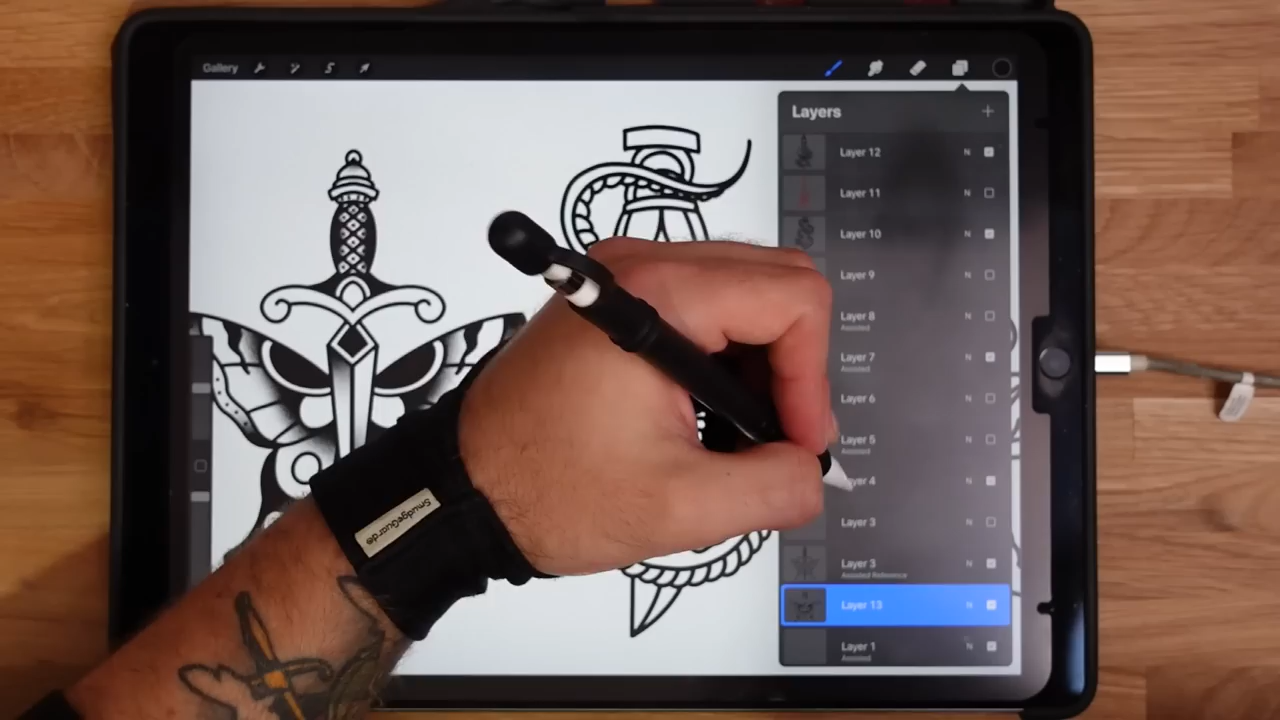 Gallery
Layers
Layer 12 N
Layer 11 N
Layer 10 N
Layer 9 N
Layer 8 N
Assisted
Layer 7 N
Assisted
Layer 6 N
Layer 5 N
Assisted
yer 4 N
Layer 3 N
Layer 3 N
Assisted Reference
Layer 13 N
Layer 1 N
Assisted
SmudgeGuard®